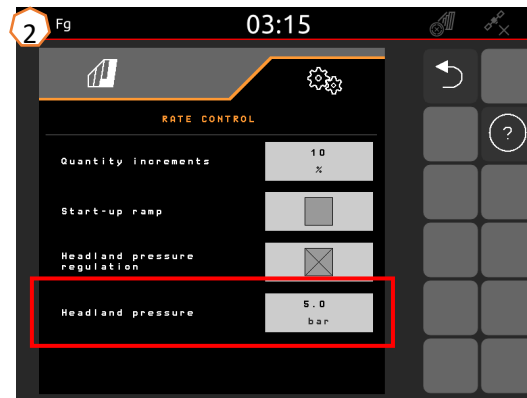 2
Fg
03:15
RATE CONTROL
Quantity increments
10
%
Start-up ramp
Headland pressure
regulation
Headland pressure
5.0
bar
?